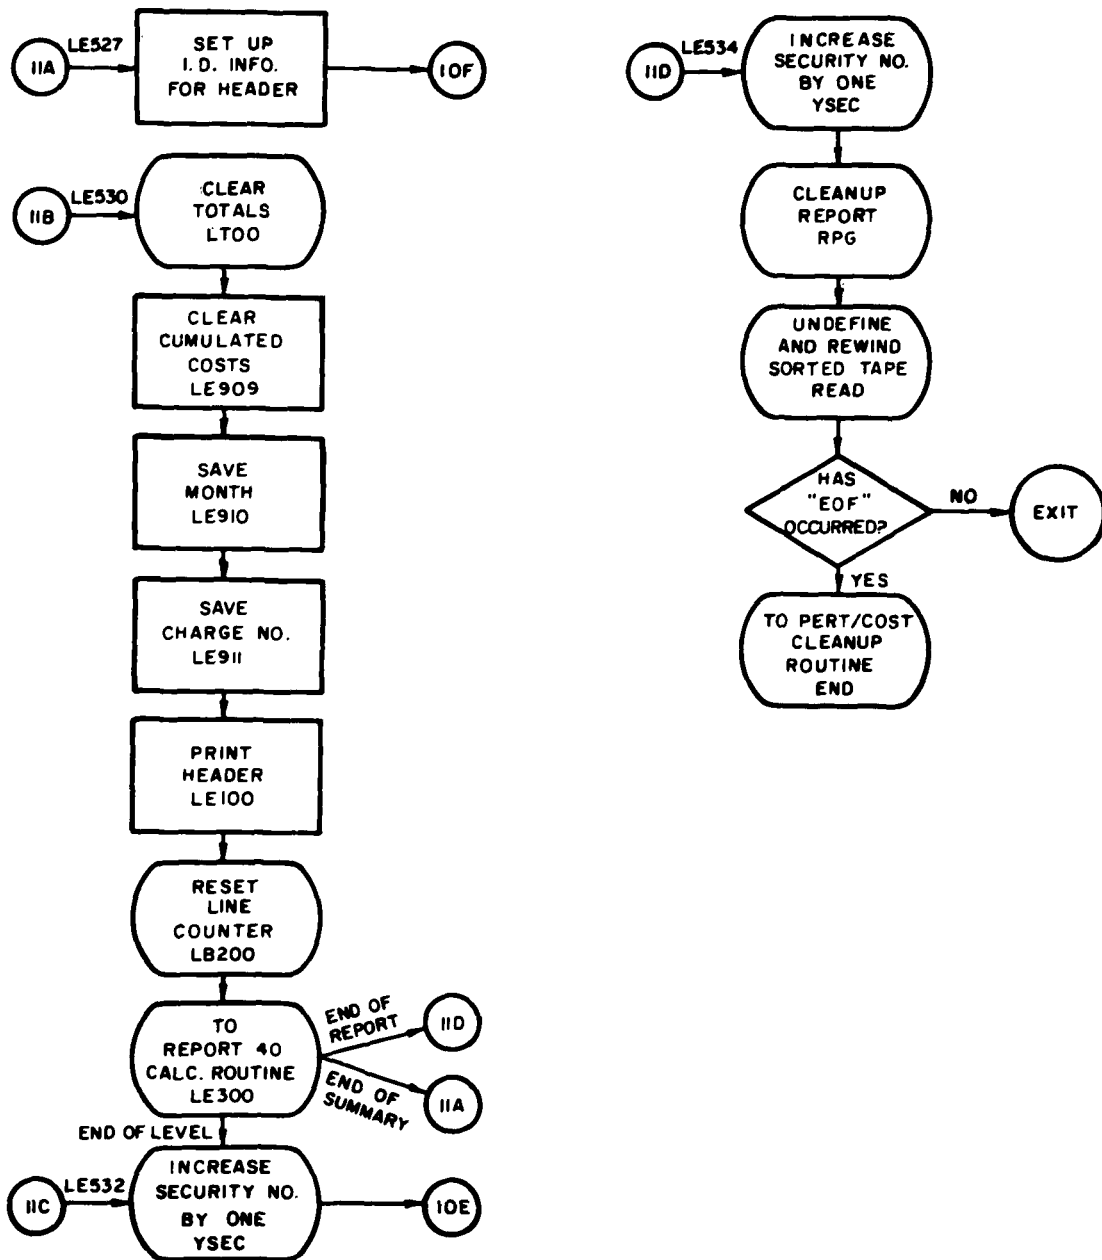 11A
LE527
SET UP
I.D. INFO.
FOR HEADER
10F
11B
LE530
CLEAR
TOTALS
LT00
CLEAR
CUMULATED
COSTS
LE909
SAVE
MONTH
LE910
SAVE
CHARGE NO.
LE911
PRINT
HEADER
LE100
RESET
LINE
COUNTER
LB200
TO
REPORT 40
CALC. ROUTINE
LE300
END OF
REPORT
11D
END OF
SUMMARY
11A
END OF LEVEL
11C
LE532
INCREASE
SECURITY NO.
BY ONE
YSEC
10E
11D
LE534
INCREASE
SECURITY NO.
BY ONE
YSEC
CLEANUP
REPORT
RPG
UNDEFINE
AND REWIND
SORTED TAPE
READ
HAS
"EOF"
OCCURRED?
NO
EXIT
YES
TO PERT/COST
CLEANUP
ROUTINE
END